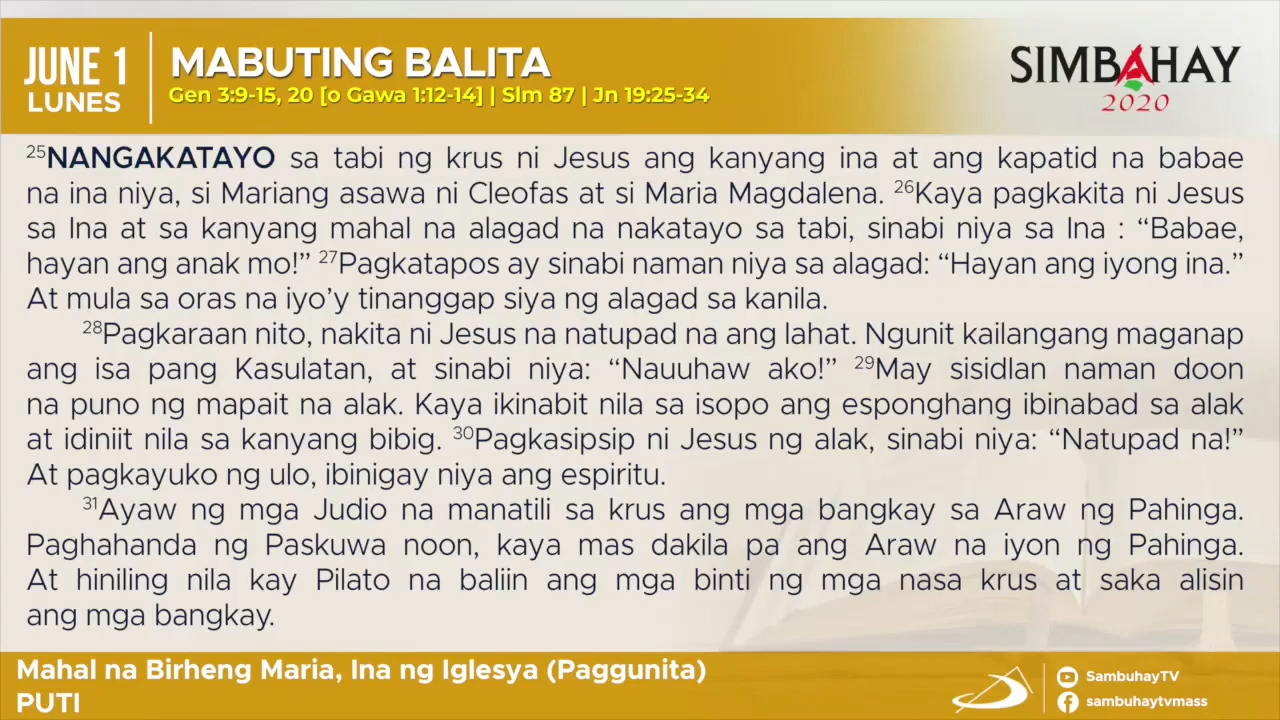 JUNE 1
LUNES
MABUTING BALITA
Gen 3:9-15, 20 [o Gawa 1:12-14] | Slm 87 | Jn 19:25-34
SIMBAHAY
2020
²⁵NANGAKATAYO sa tabi ng krus ni Jesus ang kanyang ina at ang kapatid na babae
na ina niya, si Mariang asawa ni Cleofas at si Maria Magdalena. ²⁶Kaya pagkakita ni Jesus
sa Ina at sa kanyang mahal na alagad na nakatayo sa tabi, sinabi niya sa Ina : “Babae,
hayan ang anak mo!” ²⁷Pagkatapos ay sinabi naman niya sa alagad: “Hayan ang iyong ina.”
At mula sa oras na iyo’y tinanggap siya ng alagad sa kanila.
²⁸Pagkaraan nito, nakita ni Jesus na natupad na ang lahat. Ngunit kailangang maganap
ang isa pang Kasulatan, at sinabi niya: “Nauuhaw ako!” ²⁹May sisidlan naman doon
na puno ng mapait na alak. Kaya ikinabit nila sa isopo ang esponghang ibinabad sa alak
at idiniit nila sa kanyang bibig. ³⁰Pagkasipsip ni Jesus ng alak, sinabi niya: “Natupad na!”
At pagkayuko ng ulo, ibinigay niya ang espiritu.
³¹Ayaw ng mga Judio na manatili sa krus ang mga bangkay sa Araw ng Pahinga.
Paghahanda ng Paskuwa noon, kaya mas dakila pa ang Araw na iyon ng Pahinga.
At hiniling nila kay Pilato na baliin ang mga binti ng mga nasa krus at saka alisin
ang mga bangkay.
Mahal na Birheng Maria, Ina ng Iglesya (Paggunita)
PUTI
SambuhayTV
sambuhaytvmass